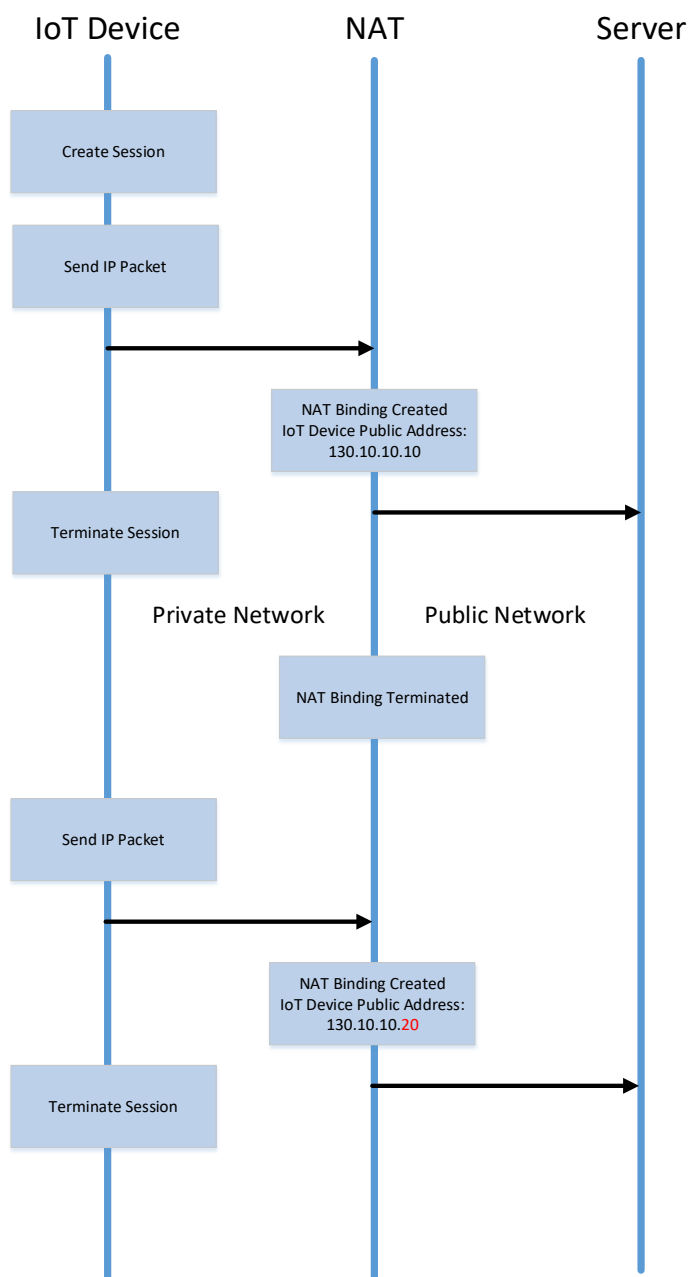 IoT Device
NAT
Server
Create Session
Send IP Packet
NAT Binding Created
IoT Device Public Address:
130.10.10.10
Terminate Session
Private Network
Public Network
NAT Binding Terminated
Send IP Packet
NAT Binding Created
IoT Device Public Address:
130.10.10.20
Terminate Session